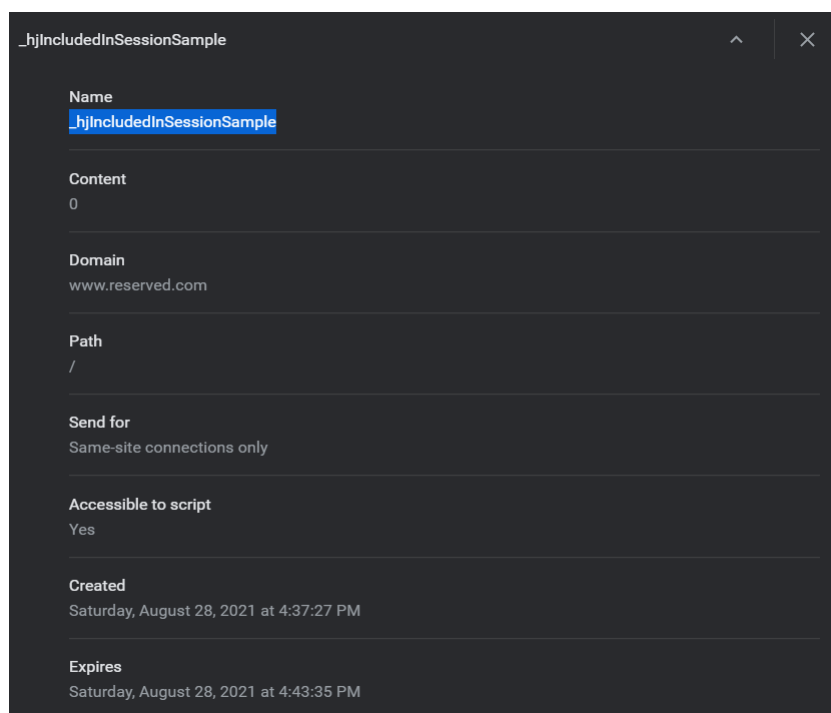 _hjIncludedInSessionSample
Name
_hjIncludedInSessionSample
Content
0
Domain
www.reserved.com
Path
/
Send for
Same-site connections only
Accessible to script
Yes
Created
Saturday, August 28, 2021 at 4:37:27 PM
Expires
Saturday, August 28, 2021 at 4:43:35 PM